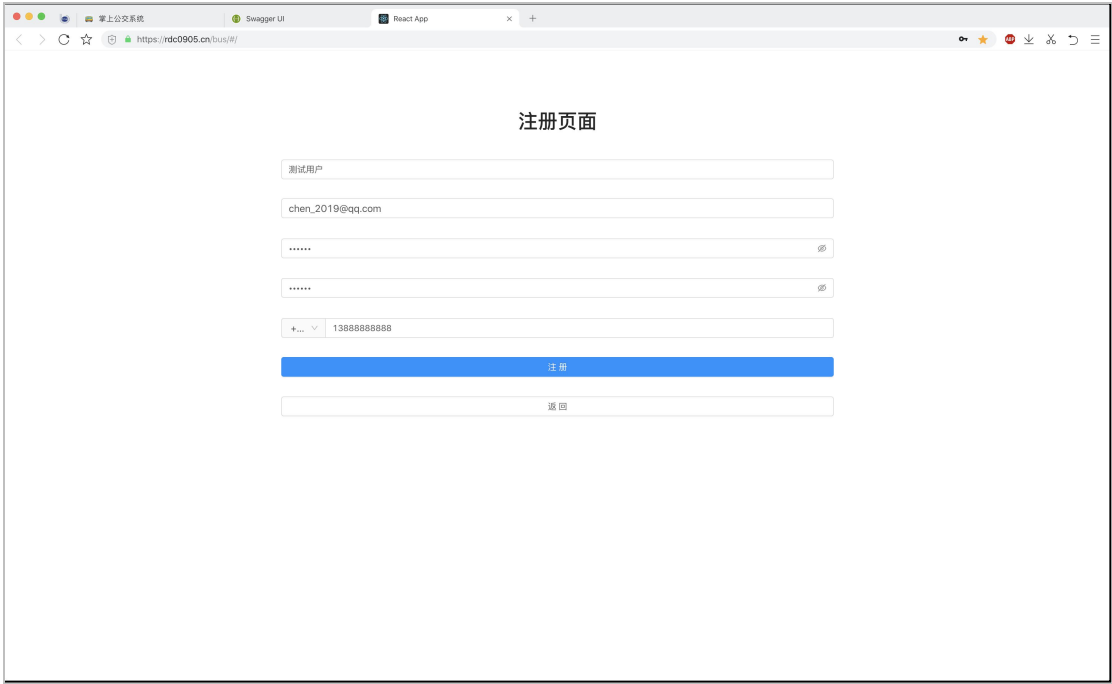 掌上公交系统
Swagger UI
React App
https://rdc0905.cn/bus/#/
ABP
注册页面
测试用户
chen_2019@qq.com
••••••
••••••
+... 13888888888
注 册
返 回